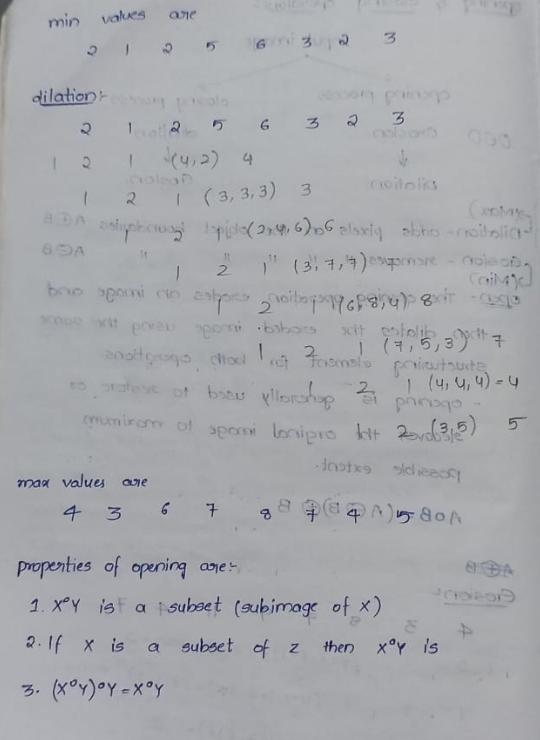 min values are
2 1 2 5 6 3 2 3
dilation:-
2 1 2 5 6 3 2 3
1 2 1 (4,2) 4
1 2 1 (3,3,3) 3
2 (2,4,6) 6
1 2 1 (3,7,7) 7
2 1 (6,8,4) 8
1 2 1 (7,5,3) 7
1 2 1 (4,4,4) = 4
2 (3,5) 5
max values are
4 3 6 7 8 7 4 5
properties of opening are:-
1. X°Y is a subset (subimage of X)
2. If X is a subset of z then X°Y is
3. (X°Y)°Y = X°Y